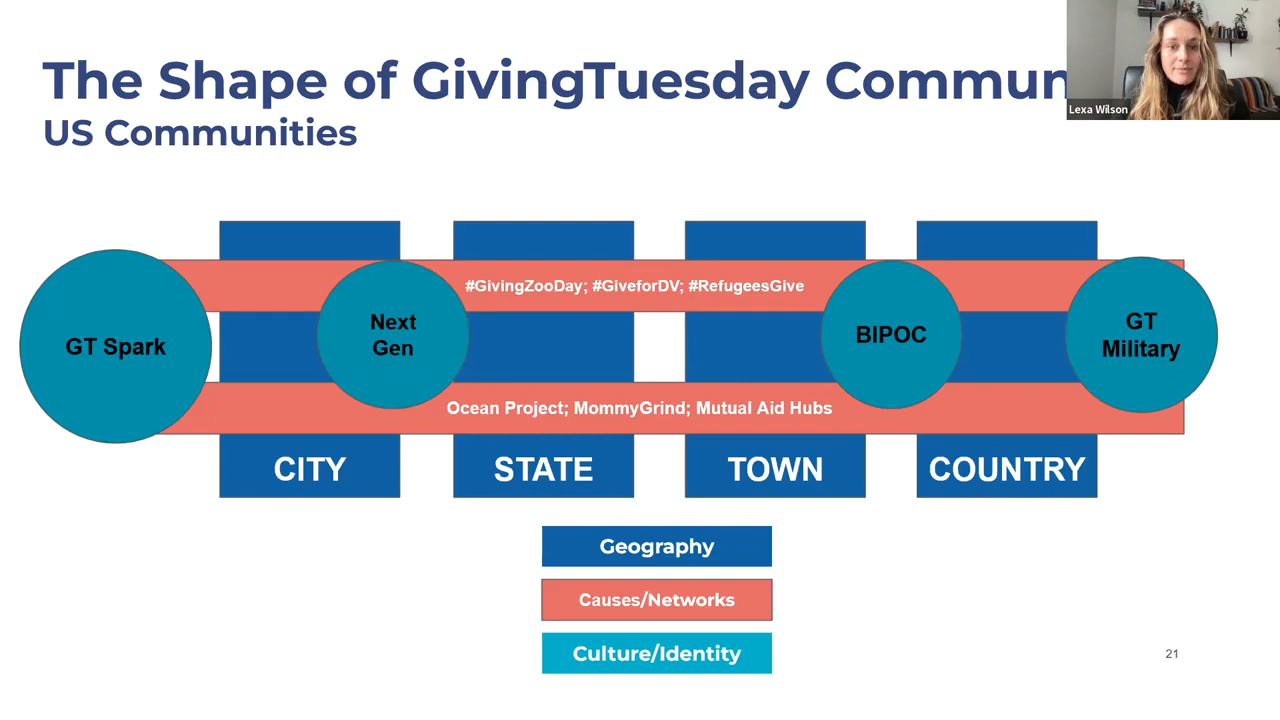 The Shape of GivingTuesday Commun
US Communities
Lexa Wilson
#GivingZooDay; #GiveforDV; #RefugeesGive
GT Spark
Next
Gen
BIPOC
GT
Military
Ocean Project; MommyGrind; Mutual Aid Hubs
CITY
STATE
TOWN
COUNTRY
Geography
Causes/Networks
Culture/Identity
21